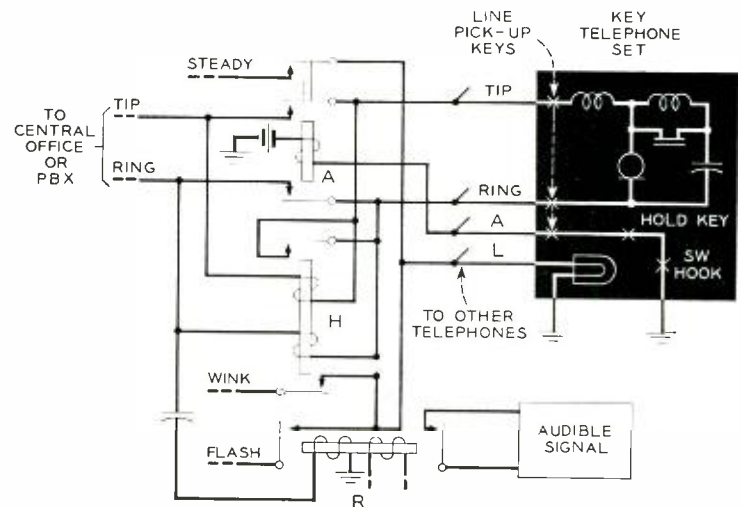 LINE
PICK-UP
KEYS
KEY
TELEPHONE
SET
STEADY
TO
CENTRAL
OFFICE
OR
PBX
TIP
RING
A
TIP
RING
A
L
HOLD KEY
SW
HOOK
TO OTHER
TELEPHONES
H
WINK
FLASH
R
AUDIBLE
SIGNAL